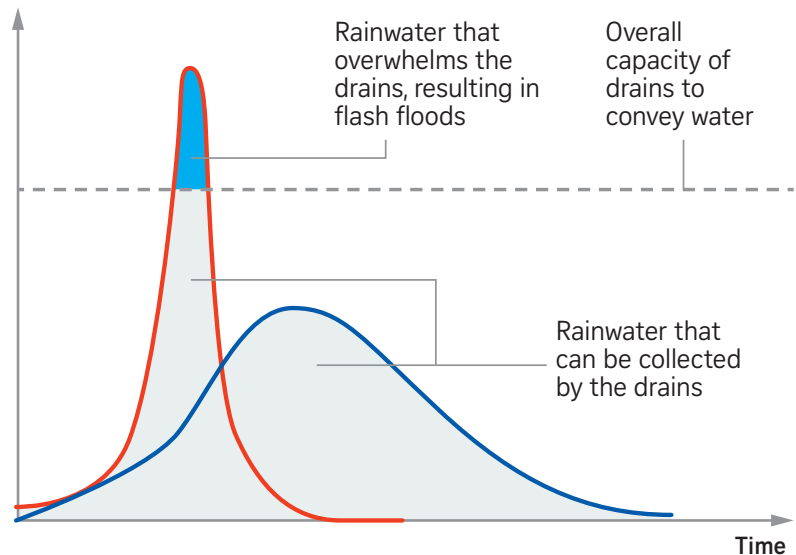 Rainwater that
overwhelms the
drains, resulting in
flash floods
Overall
capacity of
drains to
convey water
Rainwater that
can be collected
by the drains
Time